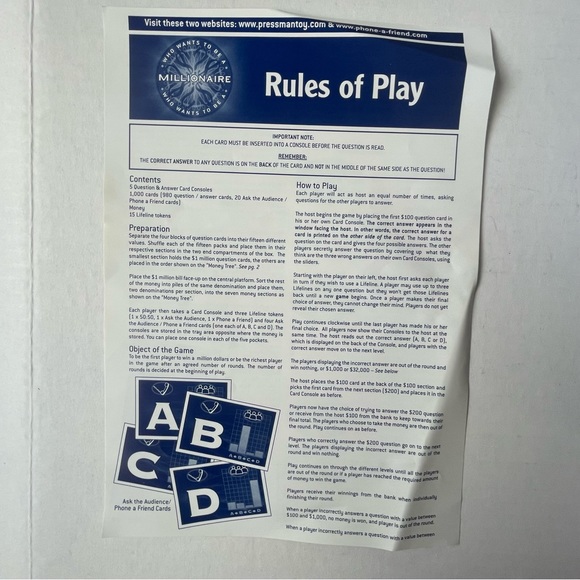 Visit these two websites: www.pressmantoy.com & www.phone-a-friend.com
WHO WANTS TO BE A
MILLIONAIRE
WHO WANTS TO BE A
Rules of Play
IMPORTANT NOTE:
EACH CARD MUST BE INSERTED INTO A CONSOLE BEFORE THE QUESTION IS READ.
REMEMBER:
THE CORRECT ANSWER TO ANY QUESTION IS ON THE BACK OF THE CARD AND NOT IN THE MIDDLE OF THE SAME SIDE AS THE QUESTION!
Contents
5 Question & Answer Card Consoles
1,000 cards (980 question / answer cards, 20 Ask the Audience /
Phone a Friend cards)
Money
15 Lifeline tokens
Preparation
Separate the four blocks of question cards into their fifteen different
values. Shuffle each of the fifteen packs and place them in their
respective sections in the two end compartments of the box. The
smallest section holds the $1 million question cards, the others are
placed in the order shown on the "Money Tree". See pg. 2
Place the $1 million bill face-up on the central platform. Sort the rest
of the money into piles of the same denomination and place them,
two denominations per section, into the seven money sections as
shown on the "Money Tree".
Each player then takes a Card Console and three Lifeline tokens
(1 x 50:50, 1 x Ask the Audience, 1 x Phone a Friend) and four Ask
the Audience / Phone a Friend cards (one each of A, B, C and D). The
consoles are stored in the tray area opposite where the money is
stored. You can place one console in each of the five pockets.
Object of the Game
To be the first player to win a million dollars or be the richest player
in the game after an agreed number of rounds. The number of
rounds is decided at the beginning of play.
A
B
A♦B♦C♦D
C
D
A♦B♦C♦D
Ask the Audience/
Phone a Friend Cards
How to Play
Each player will act as host an equal number of times, asking
questions for the other players to answer.
The host begins the game by placing the first $100 question card in
his or her own Card Console. The correct answer appears in the
window facing the host. In other words, the correct answer for a
card is printed on the other side of the card. The host asks the
question on the card and gives the four possible answers. The other
players secretly answer the question by covering up what they
think are the three wrong answers on their own Card Consoles, using
the sliders.
Starting with the player on their left, the host first asks each player
in turn if they wish to use a Lifeline. A player may use up to three
Lifelines on any one question but they won't get those Lifelines
back until a new game begins. Once a player makes their final
choice of answer, they cannot change their mind. Players do not yet
reveal their chosen answer.
Play continues clockwise until the last player has made his or her
final choice. All players now show their Consoles to the host at the
same time. The host reads out the correct answer (A, B, C or D),
which is displayed on the back of the Console, and players with the
correct answer move on to the next level.
The players displaying the incorrect answer are out of the round and
win nothing, or $1,000 or $32,000 – See below
The host places the $100 card at the back of the $100 section and
picks the first card from the next section ($200) and places it in the
Card Console as before.
Players now have the choice of trying to answer the $200 question
or receive from the host $100 from the bank to keep towards their
final total. The players who choose to take the money are then out of
the round. Play continues on as before.
Players who correctly answer the $200 question go on to the next
level. The players displaying the incorrect answer are out of the
round and win nothing.
Play continues on through the different levels until all the players
are out of the round or if a player has reached the required amount
of money to win the game.
Players receive their winnings from the bank when individually
finishing their round.
When a player incorrectly answers a question with a value between
$100 and $1,000, no money is won, and player is out of the round.
When a player incorrectly answers a question with a value between